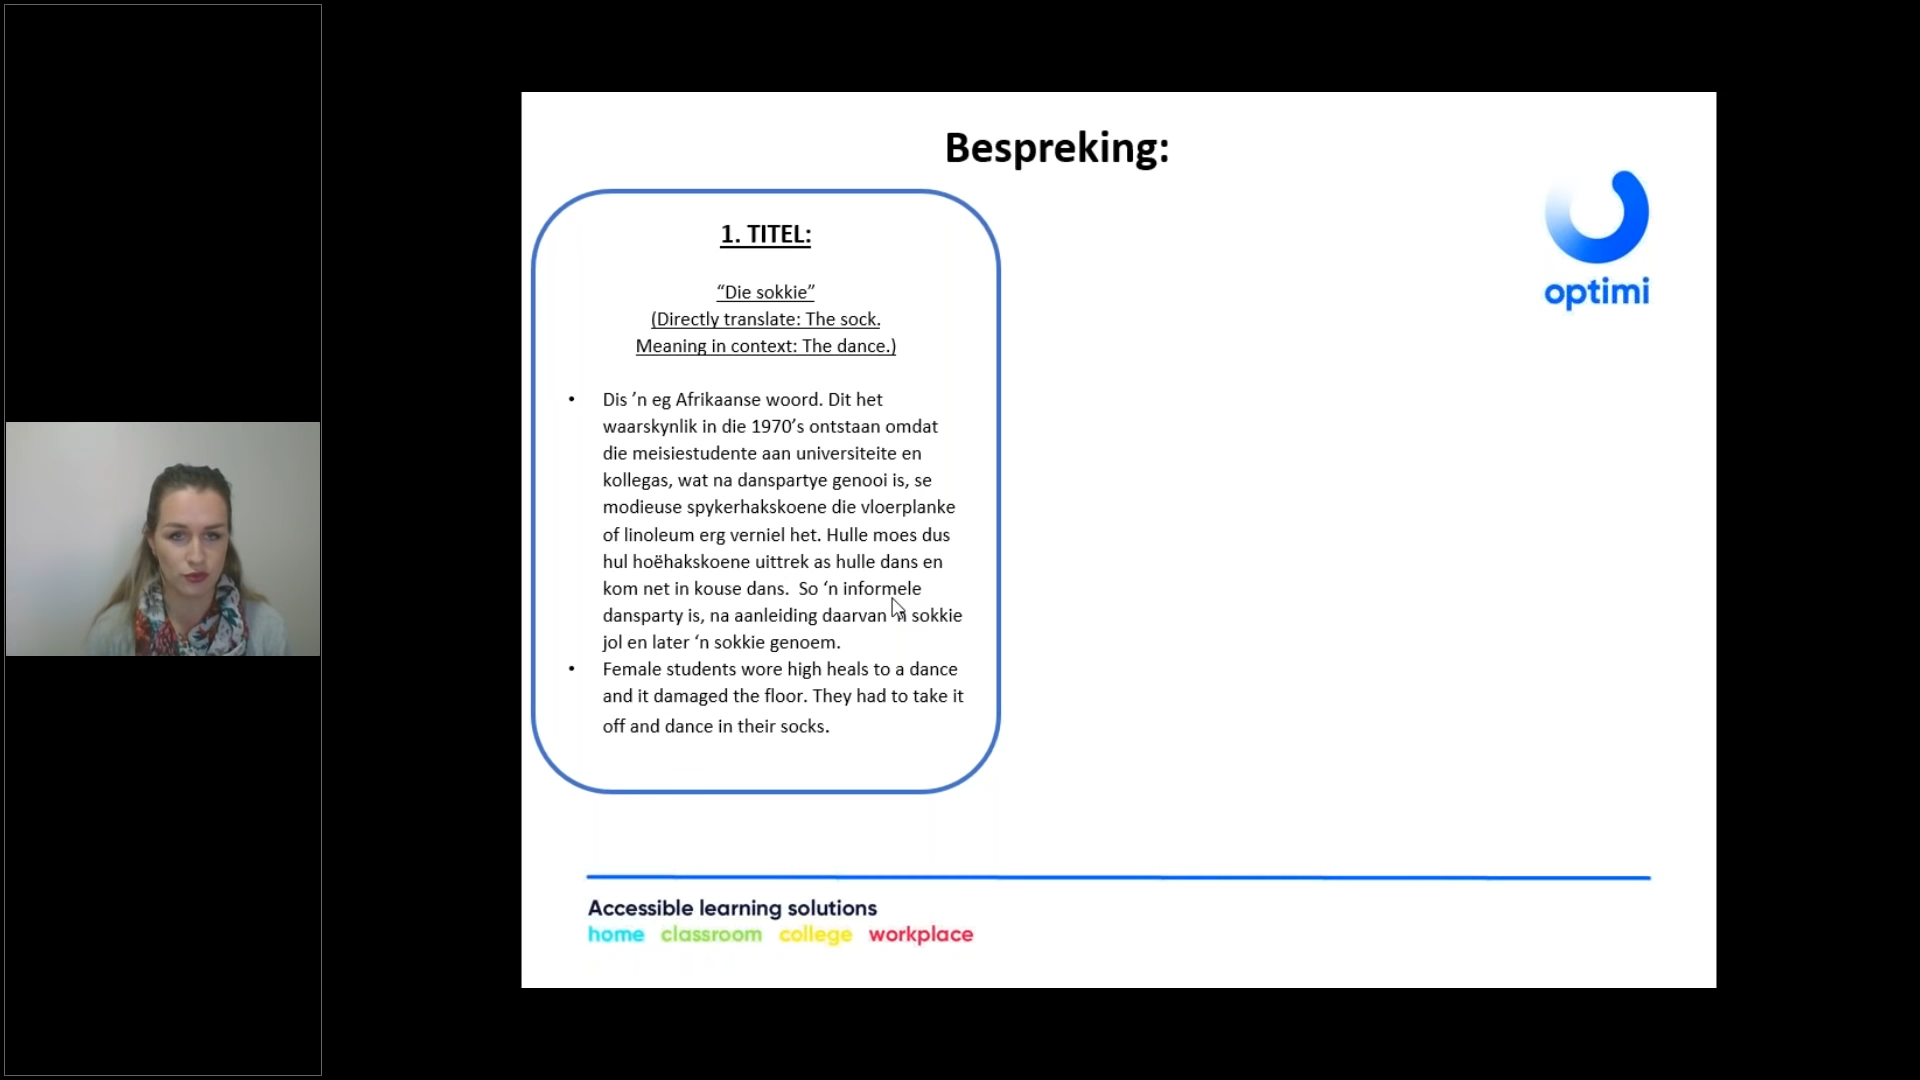 Bespreking:
1. TITEL:
“Die sokkie”
(Directly translate: The sock.
Meaning in context: The dance.)
• Dis ’n eg Afrikaanse woord. Dit het
waarskynlik in die 1970’s ontstaan omdat
die meisiestudente aan universiteite en
kollegas, wat na danspartye genooi is, se
modieuse spykerhakskoene die vloerplanke
of linoleum erg verniel het. Hulle moes dus
hul hoëhakskoene uittrek as hulle dans en
kom net in kouse dans. So ‘n informele
dansparty is, na aanleiding daarvan ‘n sokkie
jol en later ‘n sokkie genoem.
• Female students wore high heals to a dance
and it damaged the floor. They had to take it
off and dance in their socks.
optimi
Accessible learning solutions
home classroom college workplace